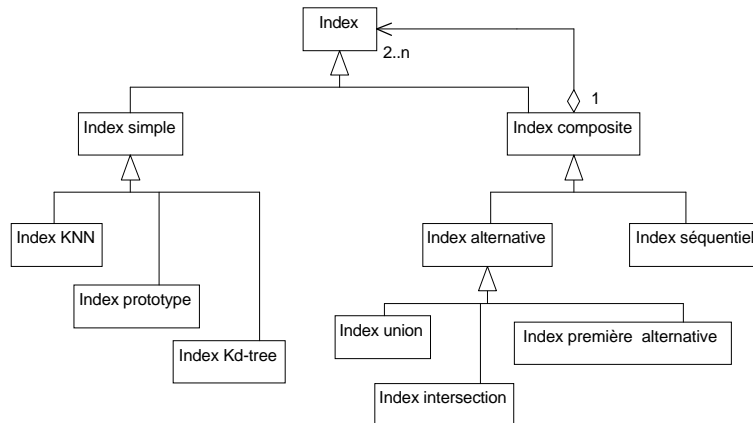 Index
2..n
1
Index simple
Index composite
Index KNN
Index alternative
Index séquentiel
Index prototype
Index union
Index première alternative
Index Kd-tree
Index intersection